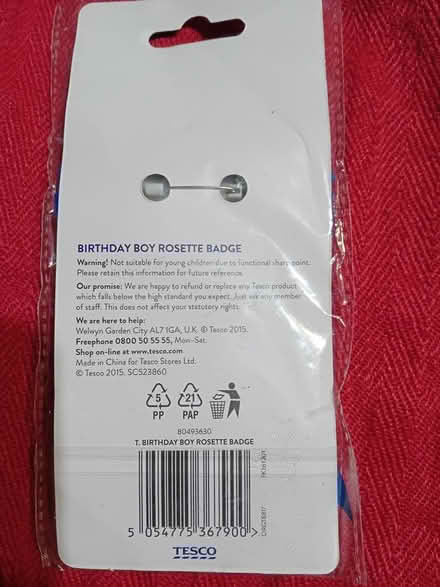 BIRTHDAY BOY ROSETTE BADGE
Warning! Not suitable for young children due to functional sharp point.
Please retain this information for future reference.
Our promise: We are happy to refund or replace any Tesco product
which falls below the high standard you expect. Just ask any member
of staff. This does not affect your statutory rights.
We are here to help:
Welwyn Garden City AL7 1GA, U.K. © Tesco 2015.
Freephone 0800 50 55 55, Mon–Sat.
Shop on-line at www.tesco.com
Made in China for Tesco Stores Ltd.
© Tesco 2015. SC523860
5
PP
21
PAP
80493630
T. BIRTHDAY BOY ROSETTE BADGE
5 054775 367900 >
TESCO